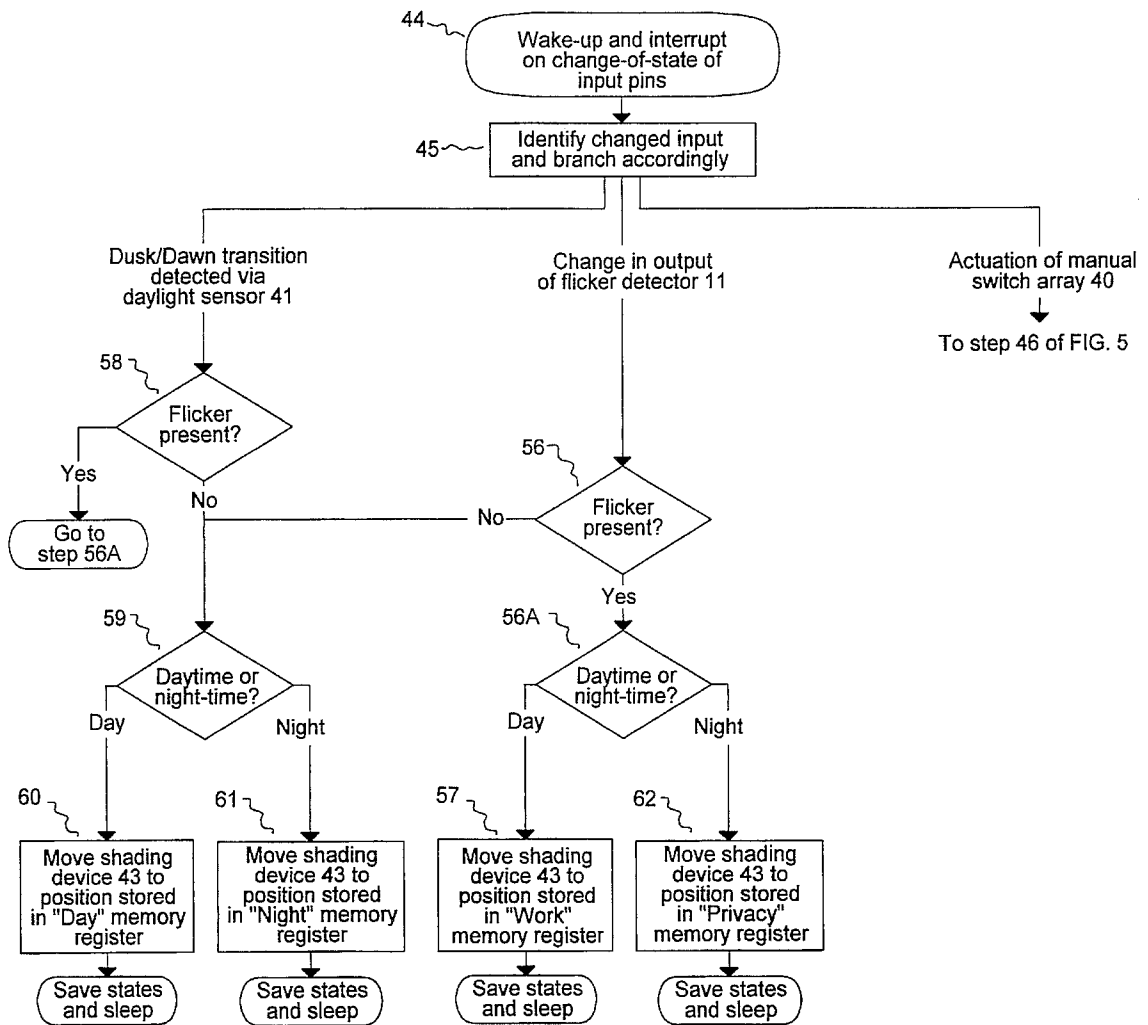 44
Wake-up and interrupt
on change-of-state of
input pins
45
Identify changed input
and branch accordingly
Dusk/Dawn transition
detected via
daylight sensor 41
Change in output
of flicker detector 11
Actuation of manual
switch array 40
To step 46 of FIG. 5
58
Flicker
present?
Yes
No
Go to
step 56A
56
Flicker
present?
No
Yes
59
Daytime or
night-time?
Day
Night
56A
Daytime or
night-time?
Day
Night
60
Move shading
device 43 to
position stored
in "Day" memory
register
Save states
and sleep
61
Move shading
device 43 to
position stored
in "Night" memory
register
Save states
and sleep
57
Move shading
device 43 to
position stored
in "Work"
memory register
Save states
and sleep
62
Move shading
device 43 to
position stored
in "Privacy"
memory register
Save states
and sleep